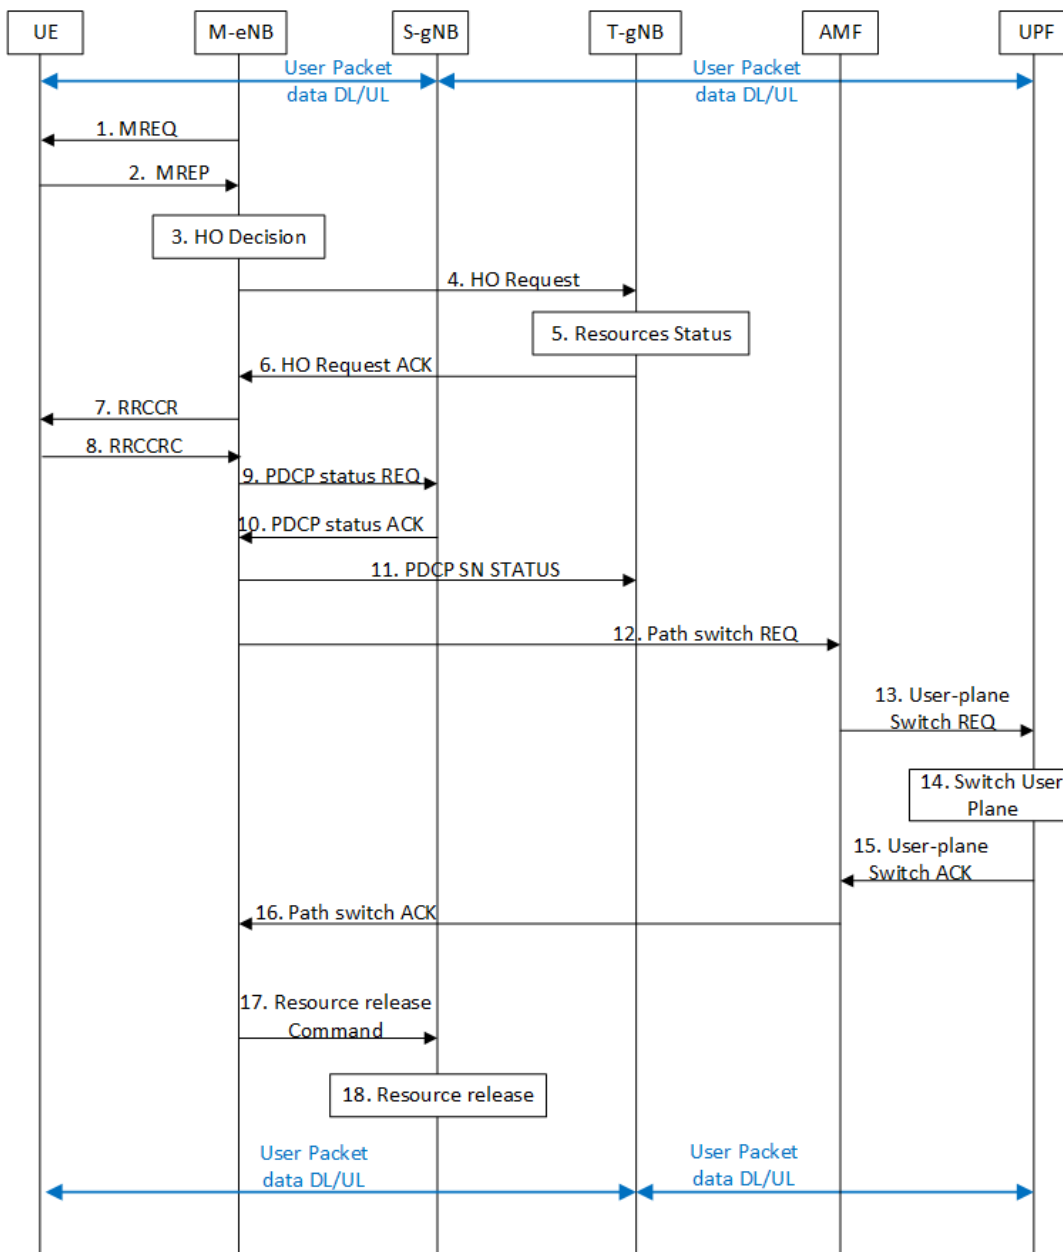 UE
M-eNB
S-gNB
T-gNB
AMF
UPF
User Packet
data DL/UL
User Packet
data DL/UL
1. MREQ
2. MREP
3. HO Decision
4. HO Request
5. Resources Status
6. HO Request ACK
7. RRCCR
8. RRCCRC
9. PDCP status REQ
10. PDCP status ACK
11. PDCP SN STATUS
12. Path switch REQ
13. User-plane
Switch REQ
14. Switch User
Plane
15. User-plane
Switch ACK
16. Path switch ACK
17. Resource release
Command
18. Resource release
User Packet
data DL/UL
User Packet
data DL/UL